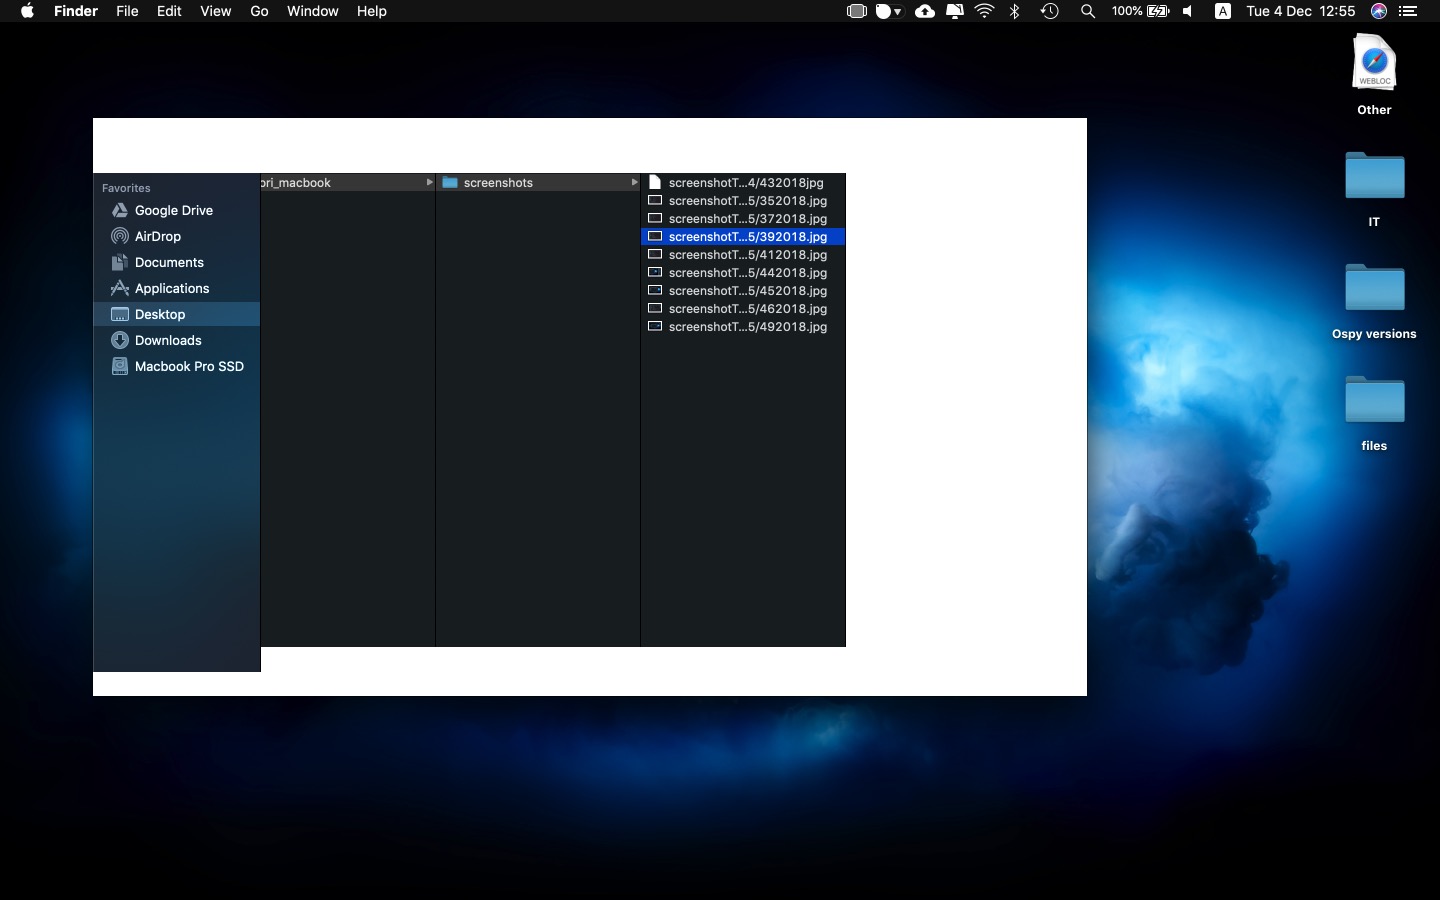 Finder File Edit View Go Window Help 100% A Tue 4 Dec 12:55
WEBLOC
Other
IT
Ospy versions
files
Favorites
Google Drive
AirDrop
Documents
Applications
Desktop
Downloads
Macbook Pro SSD
ori_macbook
screenshots
screenshotT...4/432018jpg
screenshotT...5/352018.jpg
screenshotT...5/372018.jpg
screenshotT...5/392018.jpg
screenshotT...5/412018.jpg
screenshotT...5/442018.jpg
screenshotT...5/452018.jpg
screenshotT...5/462018.jpg
screenshotT...5/492018.jpg